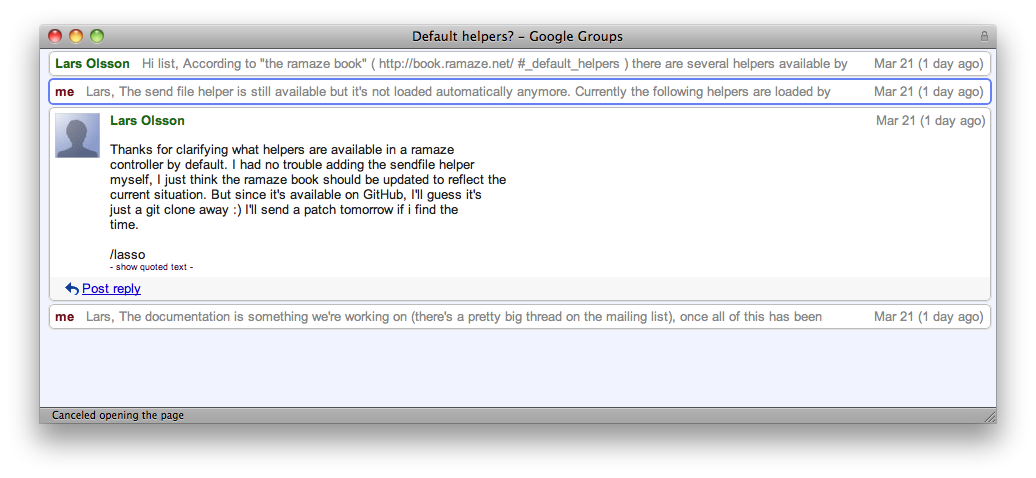 Default helpers? – Google Groups
Lars Olsson Hi list, According to "the ramaze book" ( http://book.ramaze.net/ #_default_helpers ) there are several helpers available by Mar 21 (1 day ago)
me Lars, The send file helper is still available but it's not loaded automatically anymore. Currently the following helpers are loaded by Mar 21 (1 day ago)
Lars Olsson Mar 21 (1 day ago)
Thanks for clarifying what helpers are available in a ramaze
controller by default. I had no trouble adding the sendfile helper
myself, I just think the ramaze book should be updated to reflect the
current situation. But since it's available on GitHub, I'll guess it's
just a git clone away :) I'll send a patch tomorrow if i find the
time.
/lasso
- show quoted text -
Post reply
me Lars, The documentation is something we're working on (there's a pretty big thread on the mailing list), once all of this has been Mar 21 (1 day ago)
Canceled opening the page